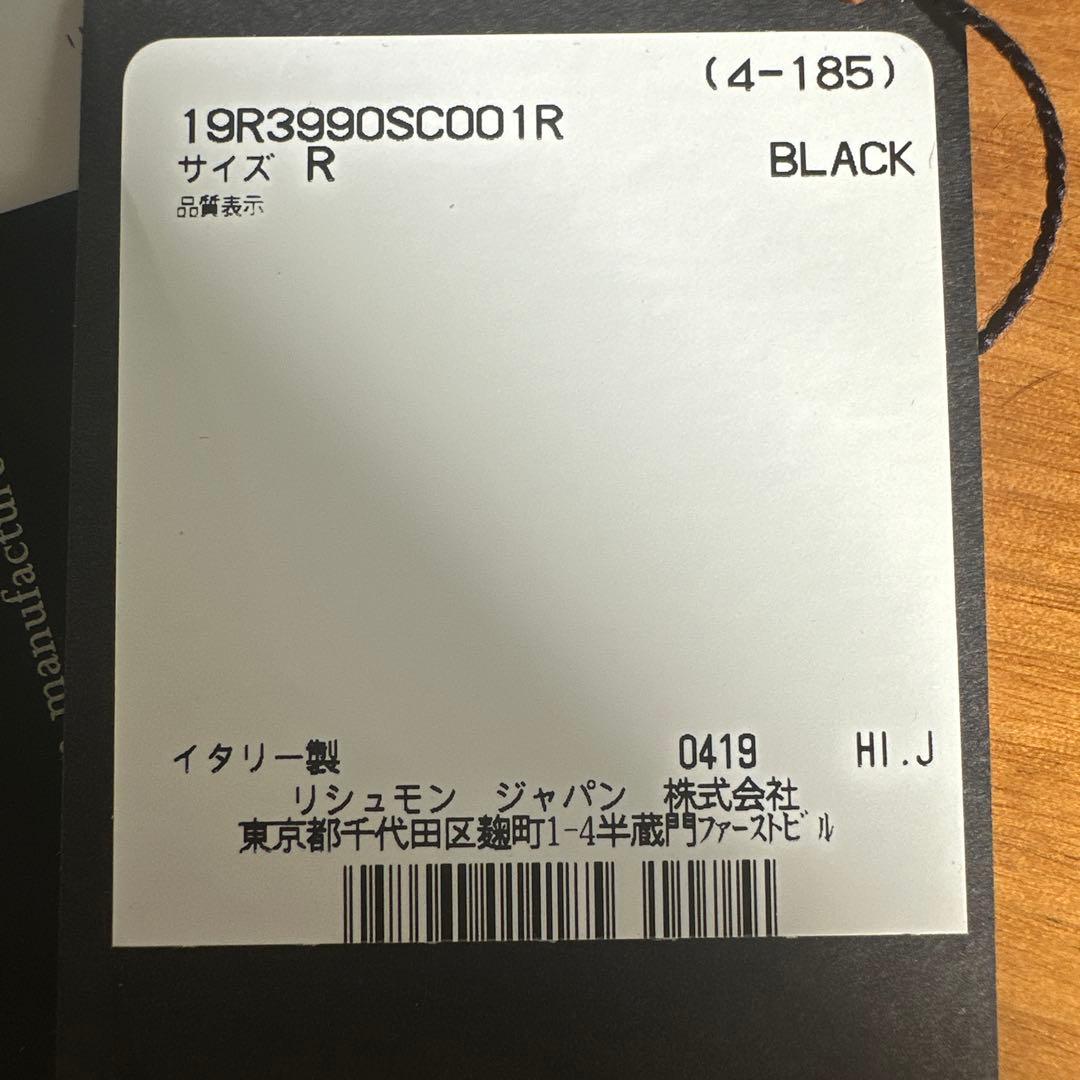 (4-185)
19R3990SC001R
サイズ R BLACK
品質表示
イタリー製 0419 HI.J
リシュモン ジャパン 株式会社
東京都千代田区麹町1-4半蔵門ファーストビル
manufacture